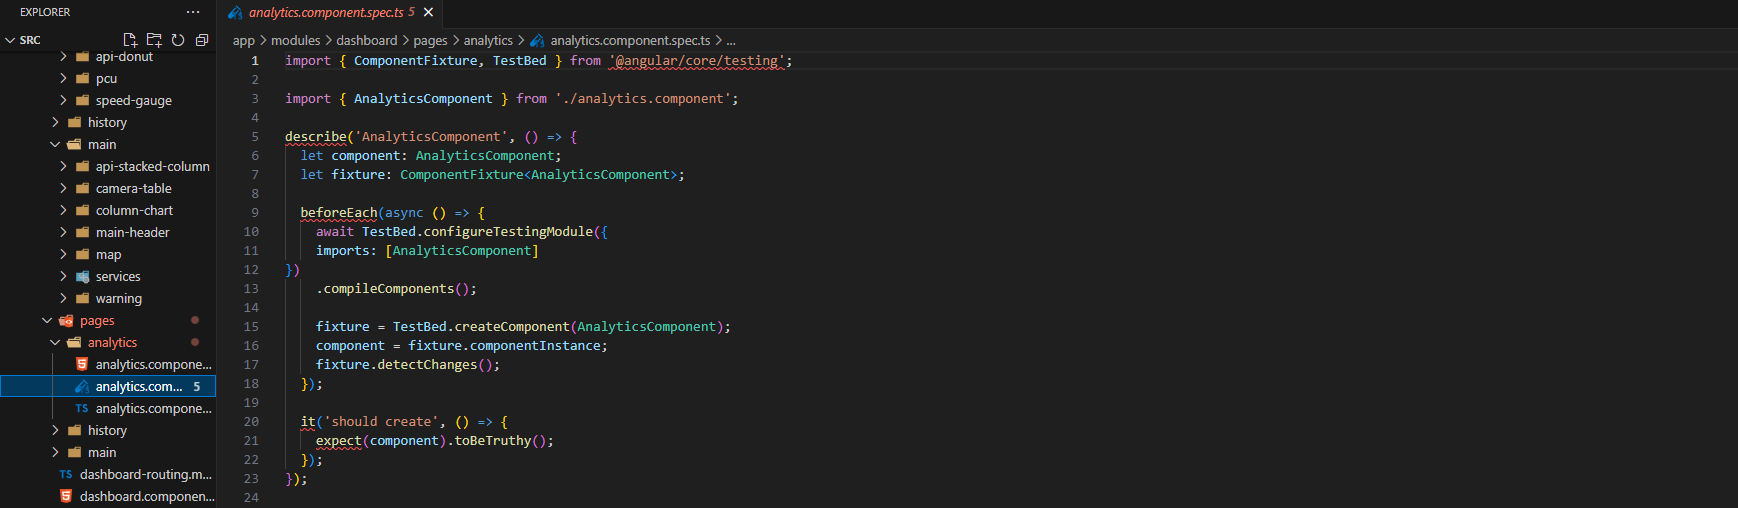 EXPLORER
SRC
api-donut
pcu
speed-gauge
history
main
api-stacked-column
camera-table
column-chart
main-header
map
services
warning
pages
analytics
analytics.compone...
analytics.com... 5
TS analytics.compone...
history
main
TS dashboard-routing.m...
dashboard.componen...
analytics.component.spec.ts 5
app > modules > dashboard > pages > analytics > analytics.component.spec.ts > ...
1 import { ComponentFixture, TestBed } from '@angular/core/testing';
2
3 import { AnalyticsComponent } from './analytics.component';
4
5 describe('AnalyticsComponent', () => {
6 let component: AnalyticsComponent;
7 let fixture: ComponentFixture<AnalyticsComponent>;
8
9 beforeEach(async () => {
10 await TestBed.configureTestingModule({
11 imports: [AnalyticsComponent]
12 })
13 .compileComponents();
14
15 fixture = TestBed.createComponent(AnalyticsComponent);
16 component = fixture.componentInstance;
17 fixture.detectChanges();
18 });
19
20 it('should create', () => {
21 expect(component).toBeTruthy();
22 });
23 });
24